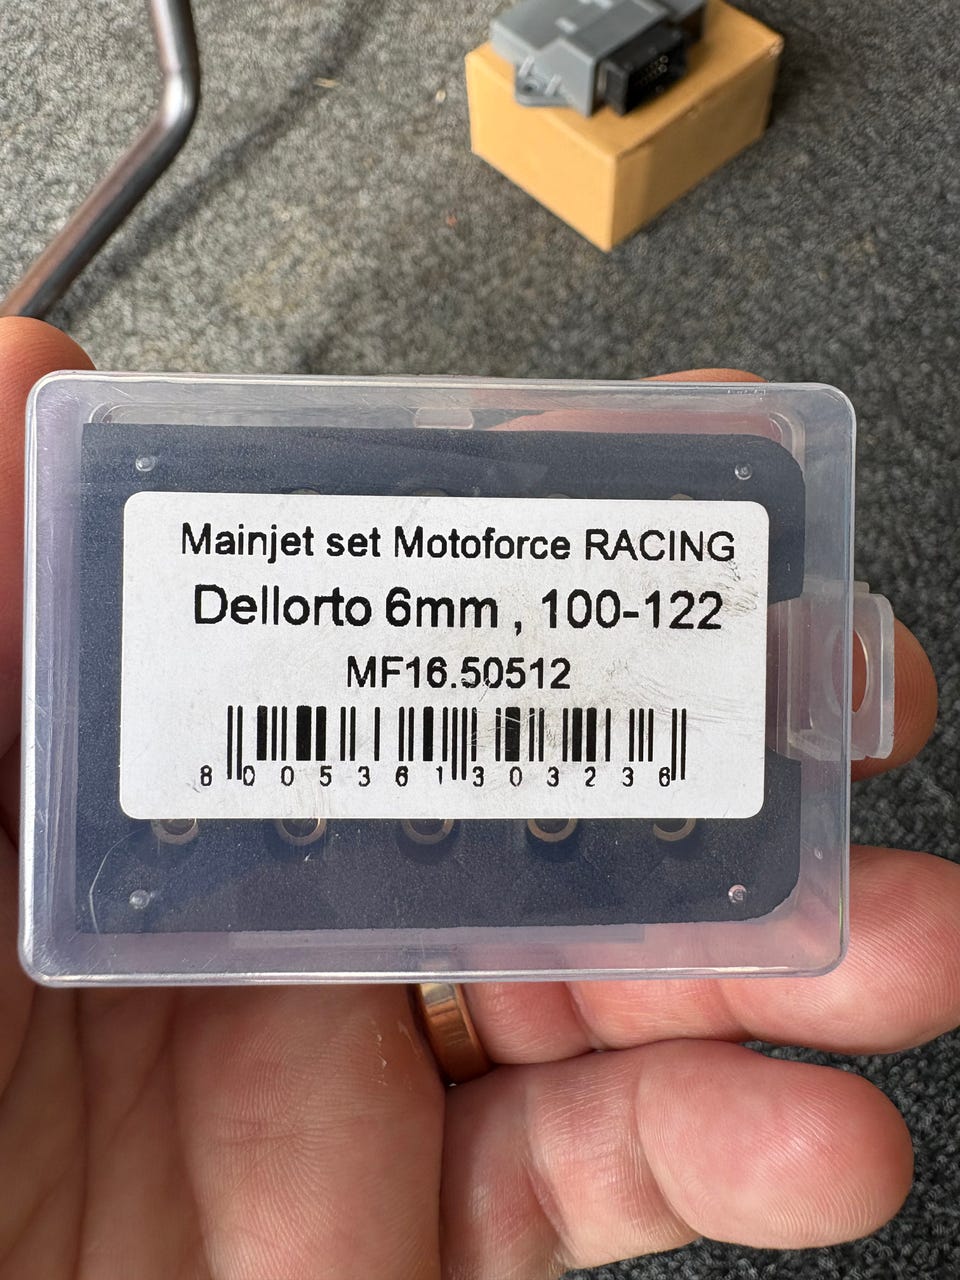 Mainjet set Motoforce RACING
Dellorto 6mm , 100-122
MF16.50512
8 005361 303236